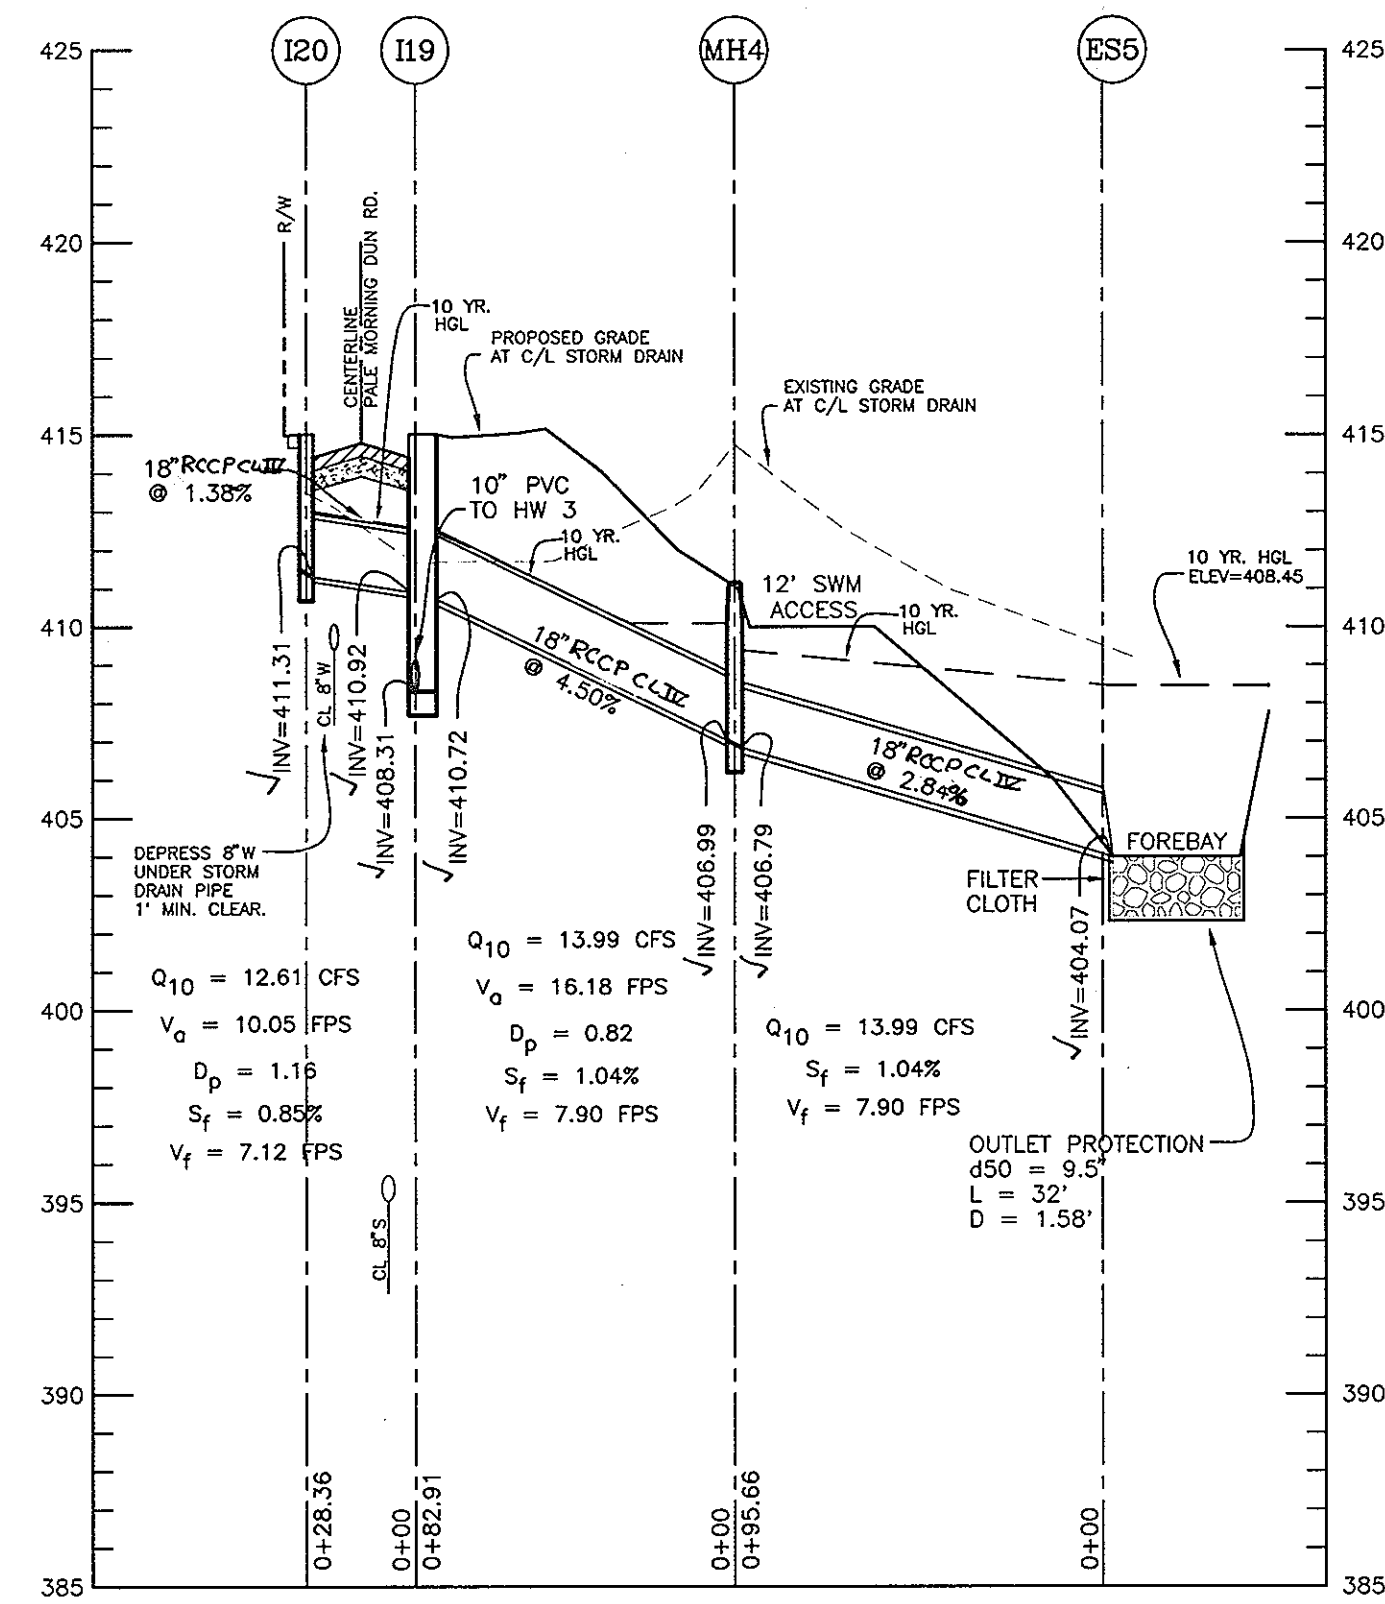 I20
I19
MH4
ES5
425
425
420
420
415
415
410
410
405
405
400
400
395
395
390
390
385
385
R/W
CENTERLINE
PALE MORNING DUN RD.
10 YR.
HGL
PROPOSED GRADE
AT C/L STORM DRAIN
EXISTING GRADE
AT C/L STORM DRAIN
18" RCCP CL IV
@ 1.38%
10" PVC
TO HW 3
10 YR.
HGL
12' SWM
ACCESS
10 YR.
HGL
10 YR. HGL
ELEV=408.45
18" RCCP CL IV
@ 4.50%
18" RCCP CL IV
@ 2.84%
INV=411.31
CL 8"W
INV=410.92
INV=408.31
INV=410.72
INV=406.99
INV=406.79
INV=404.07
DEPRESS 8"W
UNDER STORM
DRAIN PIPE
1' MIN. CLEAR.
FOREBAY
FILTER
CLOTH
Q10 = 12.61 CFS
Va = 10.05 FPS
Dp = 1.16
Sf = 0.85%
Vf = 7.12 FPS
Q10 = 13.99 CFS
Va = 16.18 FPS
Dp = 0.82
Sf = 1.04%
Vf = 7.90 FPS
Q10 = 13.99 CFS
Sf = 1.04%
Vf = 7.90 FPS
OUTLET PROTECTION
d50 = 9.5"
L = 32'
D = 1.58'
CL 8"S
0+28.36
0+00
0+82.91
0+00
0+95.66
0+00